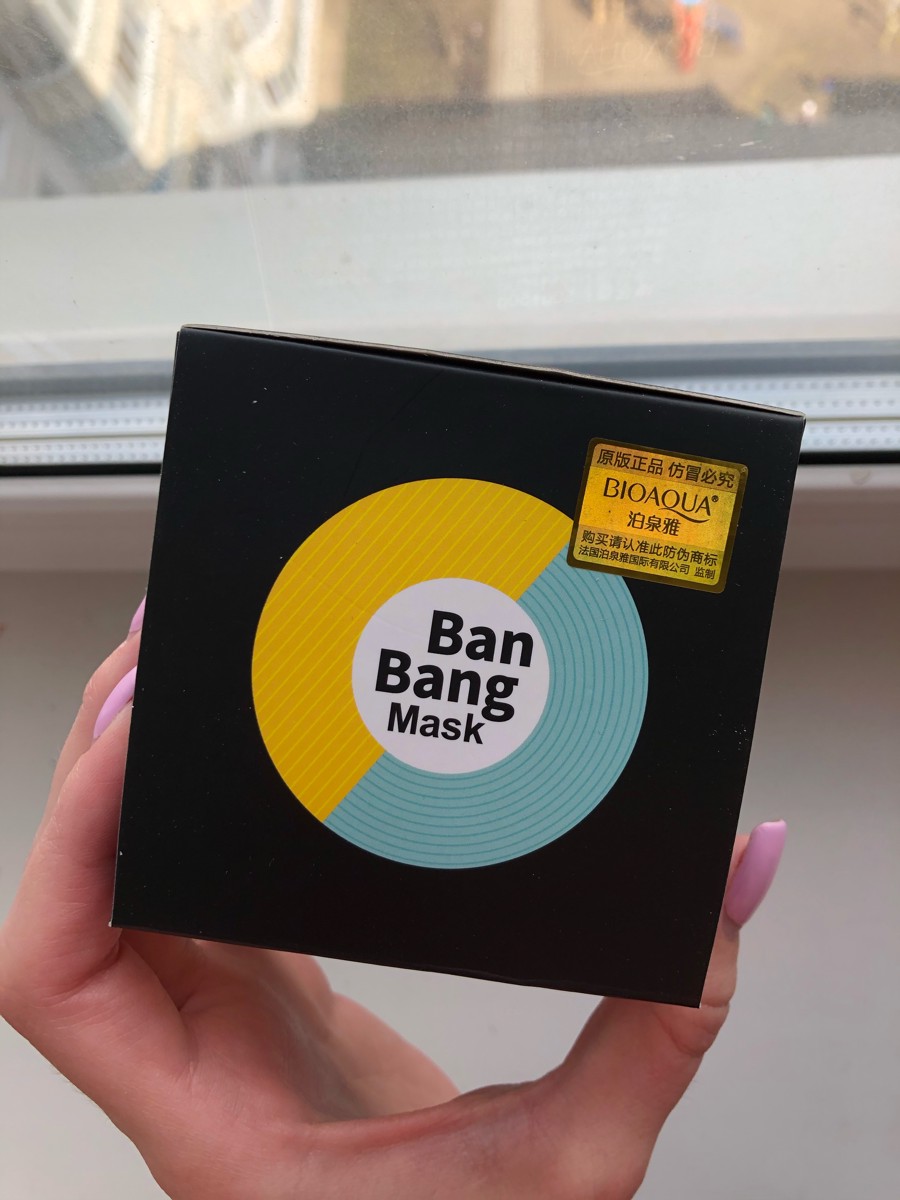 原版正品 仿冒必究
BIOAQUA®
泊泉雅
购买请认准此防伪商标
法国泊泉雅国际有限公司 监制
Ban
Bang
Mask